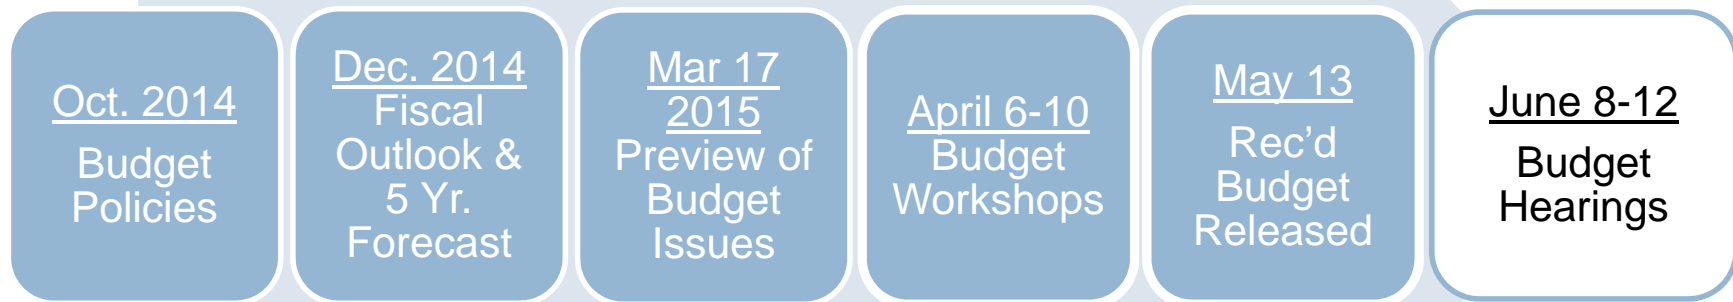 Oct. 2014
Budget
Policies
Dec. 2014
Fiscal
Outlook &
5 Yr.
Forecast
Mar 17
2015
Preview of
Budget
Issues
April 6-10
Budget
Workshops
May 13
Rec’d
Budget
Released
June 8-12
Budget
Hearings